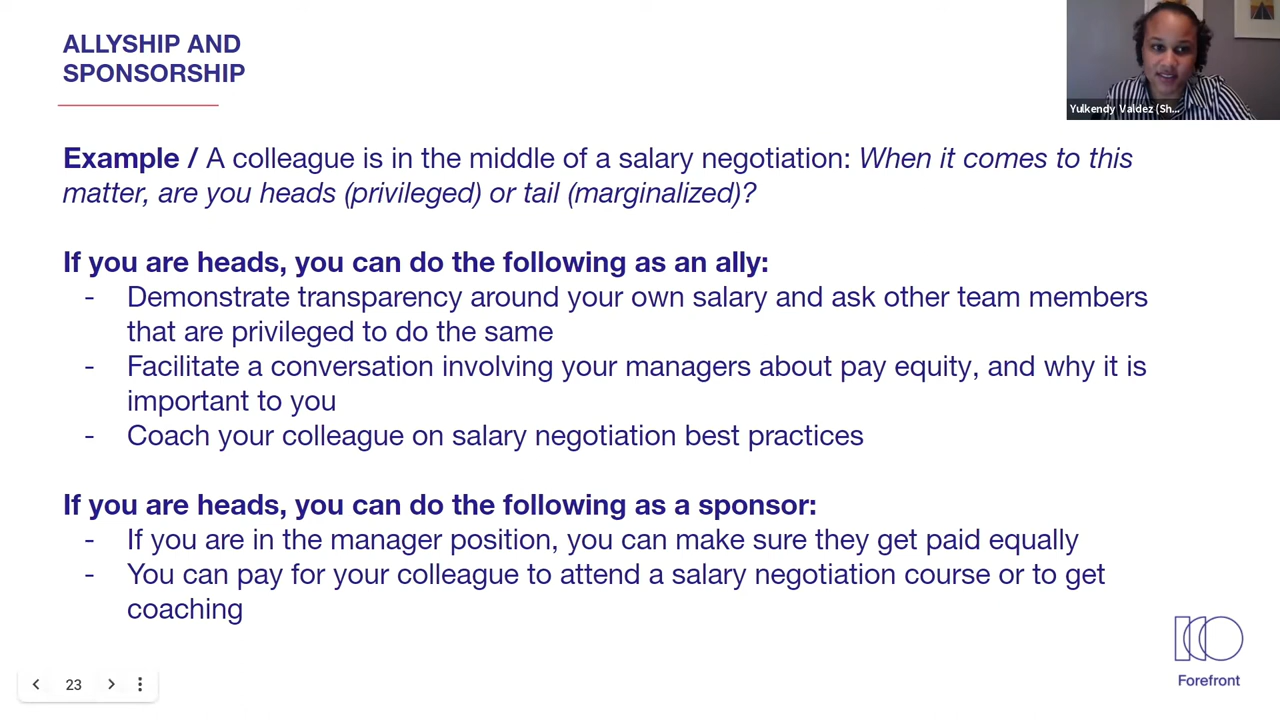 ALLYSHIP AND
SPONSORSHIP
Yulkendy Valdez (Sh...
Example / A colleague is in the middle of a salary negotiation: When it comes to this
matter, are you heads (privileged) or tail (marginalized)?
If you are heads, you can do the following as an ally:
- Demonstrate transparency around your own salary and ask other team members
that are privileged to do the same
- Facilitate a conversation involving your managers about pay equity, and why it is
important to you
- Coach your colleague on salary negotiation best practices
If you are heads, you can do the following as a sponsor:
- If you are in the manager position, you can make sure they get paid equally
- You can pay for your colleague to attend a salary negotiation course or to get
coaching
Forefront
23